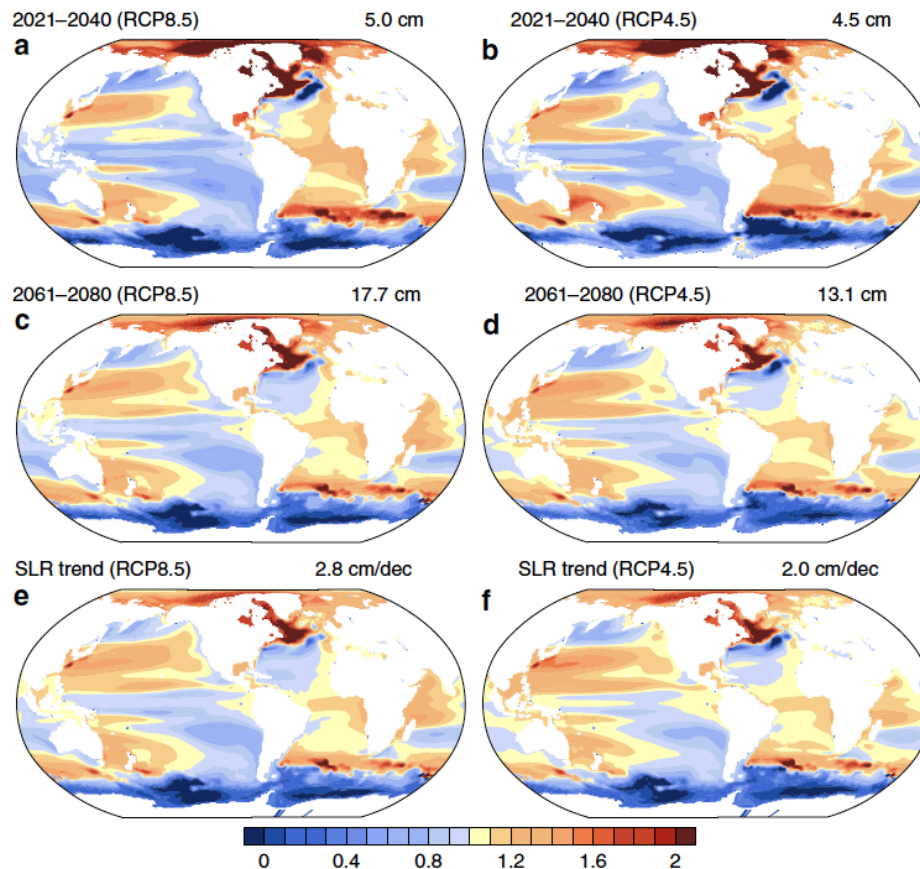 2021–2040 (RCP8.5) 5.0 cm
a
2021–2040 (RCP4.5) 4.5 cm
b
2061–2080 (RCP8.5) 17.7 cm
c
2061–2080 (RCP4.5) 13.1 cm
d
SLR trend (RCP8.5) 2.8 cm/dec
e
SLR trend (RCP4.5) 2.0 cm/dec
f
0 0.4 0.8 1.2 1.6 2